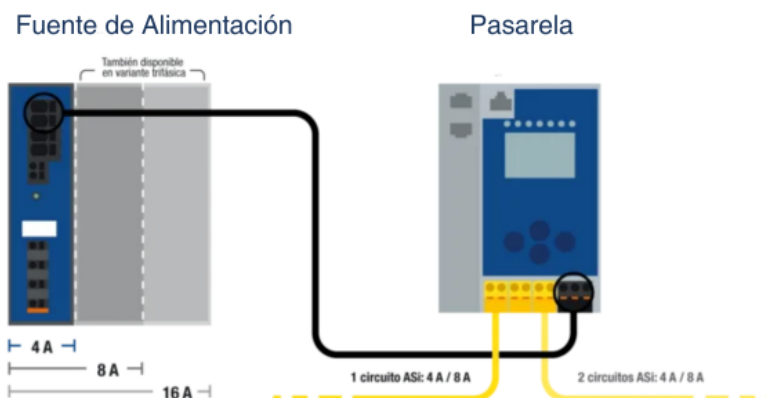 Fuente de Alimentación
Pasarela
También disponible
en variante trifásica
4 A
8 A
16 A
1 circuito ASi: 4 A / 8 A
2 circuitos ASi: 4 A / 8 A